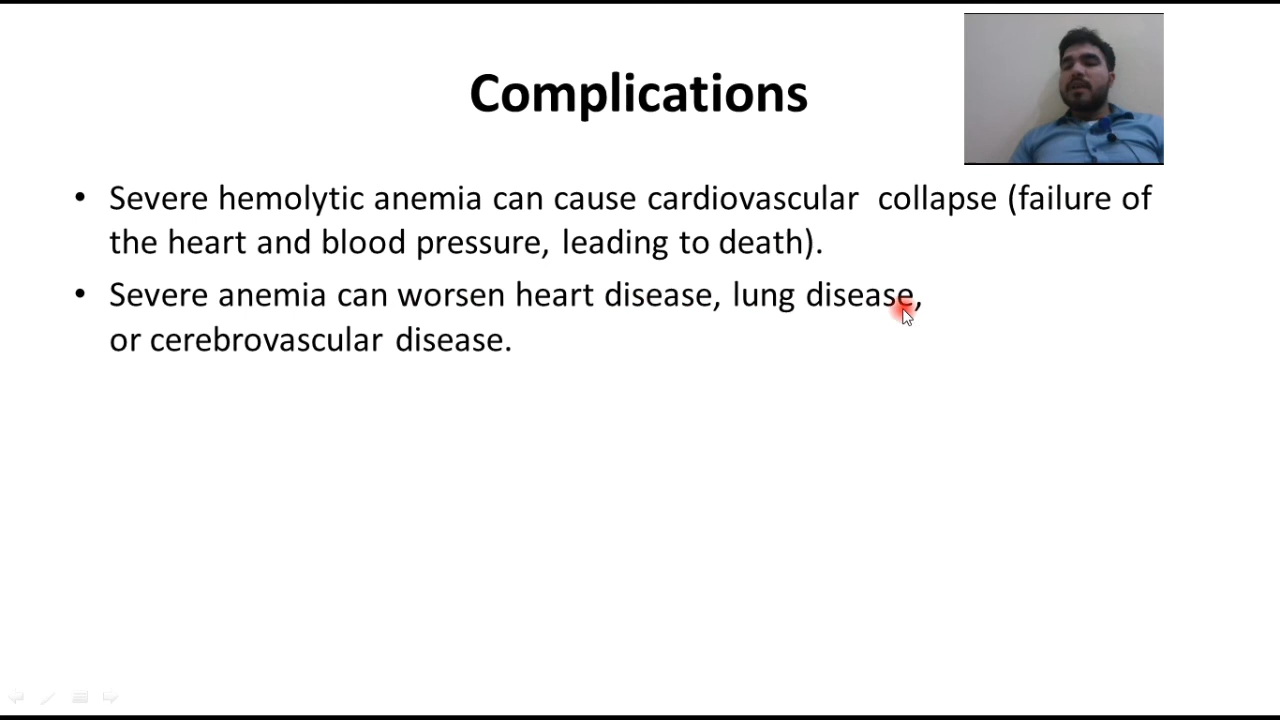 Complications
• Severe hemolytic anemia can cause cardiovascular  collapse (failure of
the heart and blood pressure, leading to death).
• Severe anemia can worsen heart disease, lung disease,
or cerebrovascular disease.